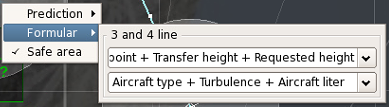 Prediction
Formular
Safe area
3 and 4 line
point + Transfer height + Requested height
Aircraft type + Turbulence + Aircraft liter
?